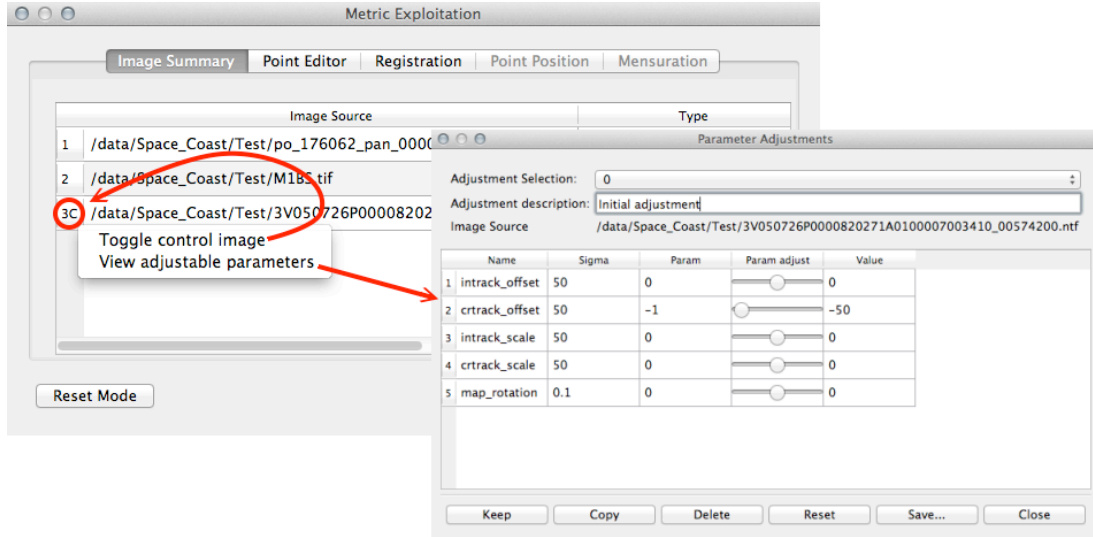 Metric Exploitation
Image Summary Point Editor Registration Point Position Mensuration
Image Source Type
1 /data/Space_Coast/Test/po_176062_pan_0000
2 /data/Space_Coast/Test/M1BS.tif
3C /data/Space_Coast/Test/3V050726P00008202
Toggle control image
View adjustable parameters
Reset Mode
Parameter Adjustments
Adjustment Selection: 0
Adjustment description: Initial adjustment
Image Source /data/Space_Coast/Test/3V050726P0000820271A0100007003410_00574200.ntf
Name Sigma Param Param adjust Value
1 intrack_offset 50 0 0
2 crtrack_offset 50 -1 -50
3 intrack_scale 50 0 0
4 crtrack_scale 50 0 0
5 map_rotation 0.1 0 0
Keep Copy Delete Reset Save... Close